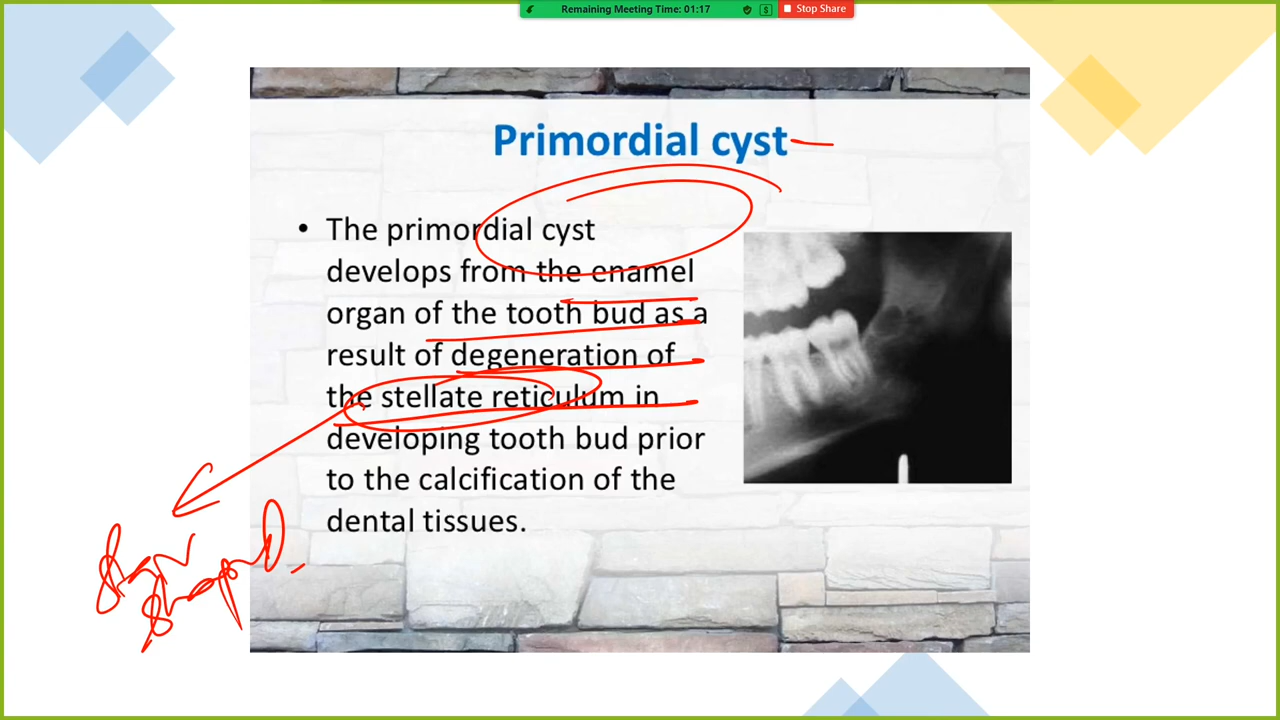 Remaining Meeting Time: 01:17
Stop Share
Primordial cyst
• The primordial cyst
develops from the enamel
organ of the tooth bud as a
result of degeneration of
the stellate reticulum in
developing tooth bud prior
to the calcification of the
dental tissues.
Star
shaped